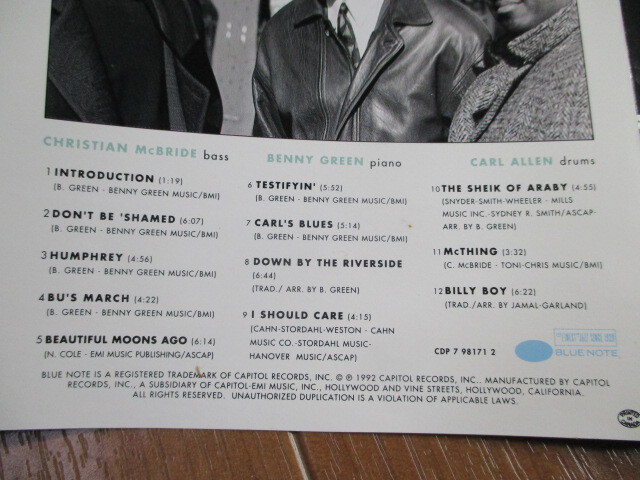 CHRISTIAN McBRIDE bass
BENNY GREEN piano
CARL ALLEN drums
1 INTRODUCTION (1:19)
(B. GREEN - BENNY GREEN MUSIC/BMI)
2 DON'T BE 'SHAMED (6:07)
(B. GREEN - BENNY GREEN MUSIC/BMI)
3 HUMPHREY (4:56)
(B. GREEN - BENNY GREEN MUSIC/BMI)
4 BU'S MARCH (4:22)
(B. GREEN - BENNY GREEN MUSIC/BMI)
5 BEAUTIFUL MOONS AGO (6:14)
(N. COLE - EMI MUSIC PUBLISHING/ASCAP)
6 TESTIFYIN' (5:52)
(B. GREEN - BENNY GREEN MUSIC/BMI)
7 CARL'S BLUES (5:14)
(B. GREEN - BENNY GREEN MUSIC/BMI)
8 DOWN BY THE RIVERSIDE
(6:44)
(TRAD./ ARR. BY B. GREEN)
9 I SHOULD CARE (4:15)
(CAHN-STORDAHL-WESTON - CAHN
MUSIC CO.-STORDAHL MUSIC-
HANOVER MUSIC/ASCAP)
10 THE SHEIK OF ARABY (4:55)
(SNYDER-SMITH-WHEELER - MILLS
MUSIC INC.-SYDNEY R. SMITH/ASCAP-
ARR. BY B. GREEN)
11 McTHING (3:32)
(C. McBRIDE - TONI-CHRIS MUSIC/BMI)
12 BILLY BOY (6:22)
(TRAD./ ARR. BY JAMAL-GARLAND)
CDP 7 98171 2
BLUE NOTE
BLUE NOTE IS A REGISTERED TRADEMARK OF CAPITOL RECORDS, INC. © ℗ 1992 CAPITOL RECORDS, INC. MANUFACTURED BY CAPITOL
RECORDS, INC., A SUBSIDIARY OF CAPITOL-EMI MUSIC, INC., HOLLYWOOD AND VINE STREETS, HOLLYWOOD, CALIFORNIA.
ALL RIGHTS RESERVED. UNAUTHORIZED DUPLICATION IS A VIOLATION OF APPLICABLE LAWS.